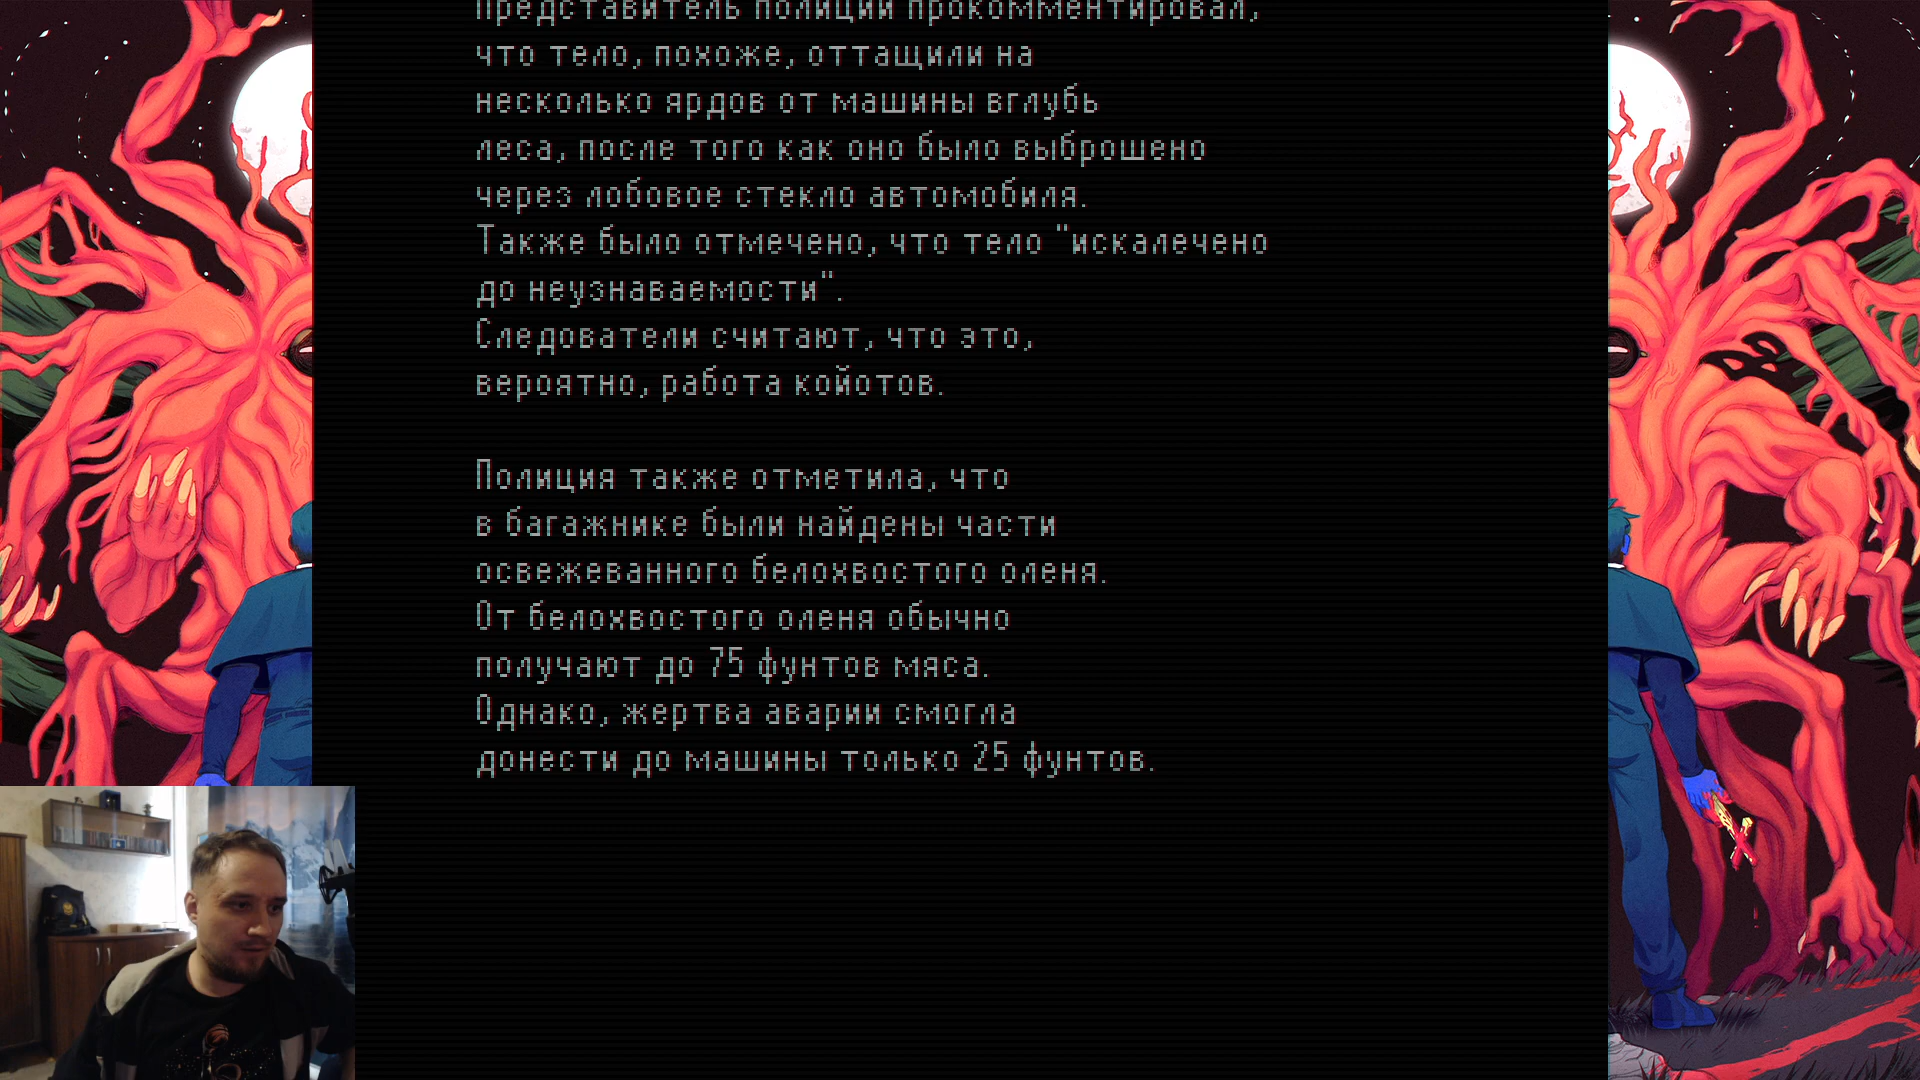 представитель полиции прокомментировал,
что тело, похоже, оттащили на
несколько ярдов от машины вглубь
леса, после того как оно было выброшено
через лобовое стекло автомобиля.
Также было отмечено, что тело "искалечено
до неузнаваемости".
Следователи считают, что это,
вероятно, работа койотов.
Полиция также отметила, что
в багажнике были найдены части
освежеванного белохвостого оленя.
От белохвостого оленя обычно
получают до 75 фунтов мяса.
Однако, жертва аварии смогла
донести до машины только 25 фунтов.